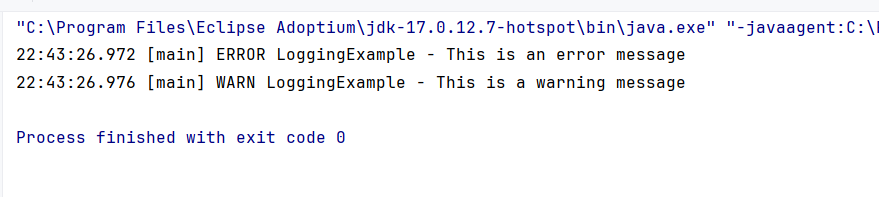 "C:\Program Files\Eclipse Adoptium\jdk-17.0.12.7-hotspot\bin\java.exe" "-javaagent:C:\
22:43:26.972 [main] ERROR LoggingExample - This is an error message
22:43:26.976 [main] WARN LoggingExample - This is a warning message
Process finished with exit code 0